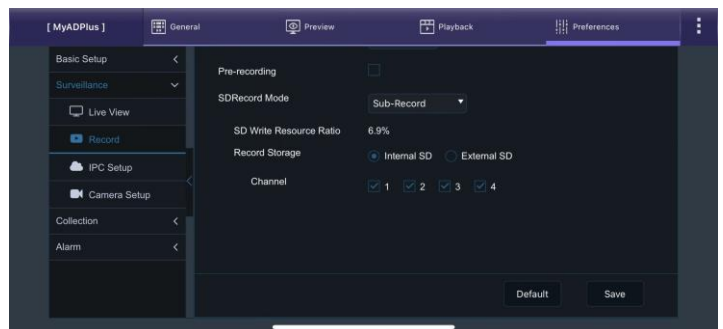 [ MyADPlus ] General Preview Playback Preferences
Basic Setup
Surveillance
Live View
Record
IPC Setup
Camera Setup
Collection
Alarm
Pre-recording
SDRecord Mode Sub-Record
SD Write Resource Ratio 6.9%
Record Storage Internal SD External SD
Channel 1 2 3 4
Default Save